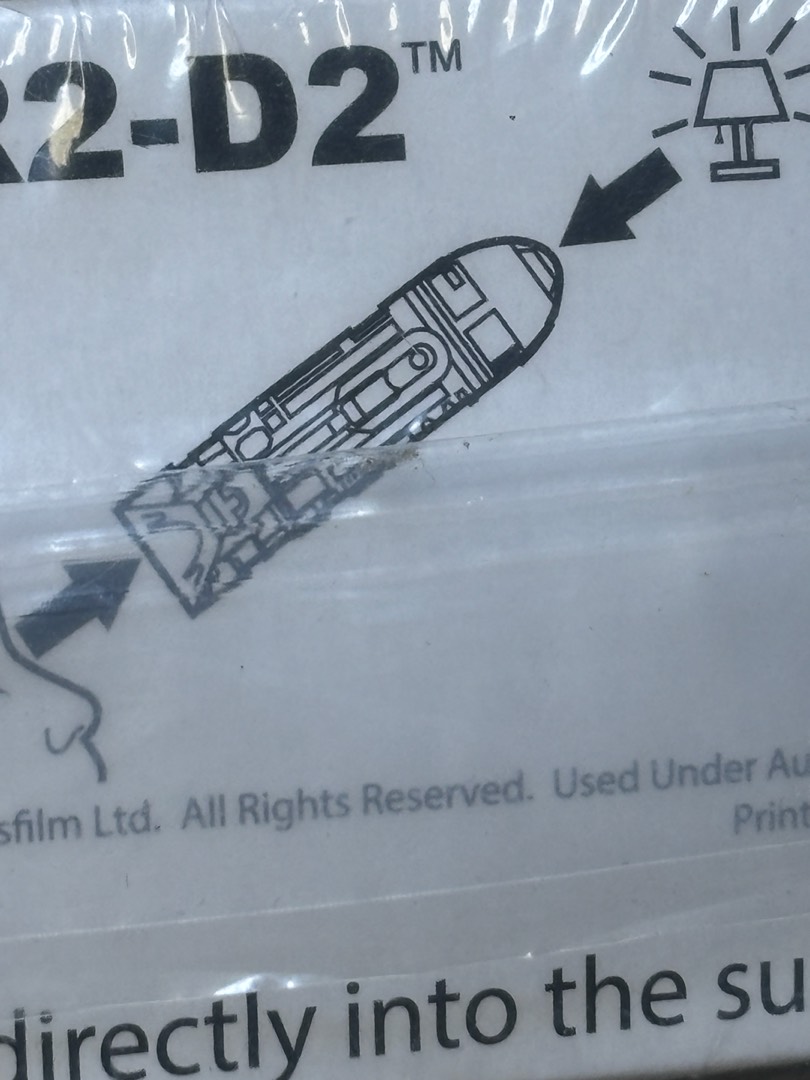 R2-D2™
sfilm Ltd. All Rights Reserved. Used Under Au
Print
directly into the su